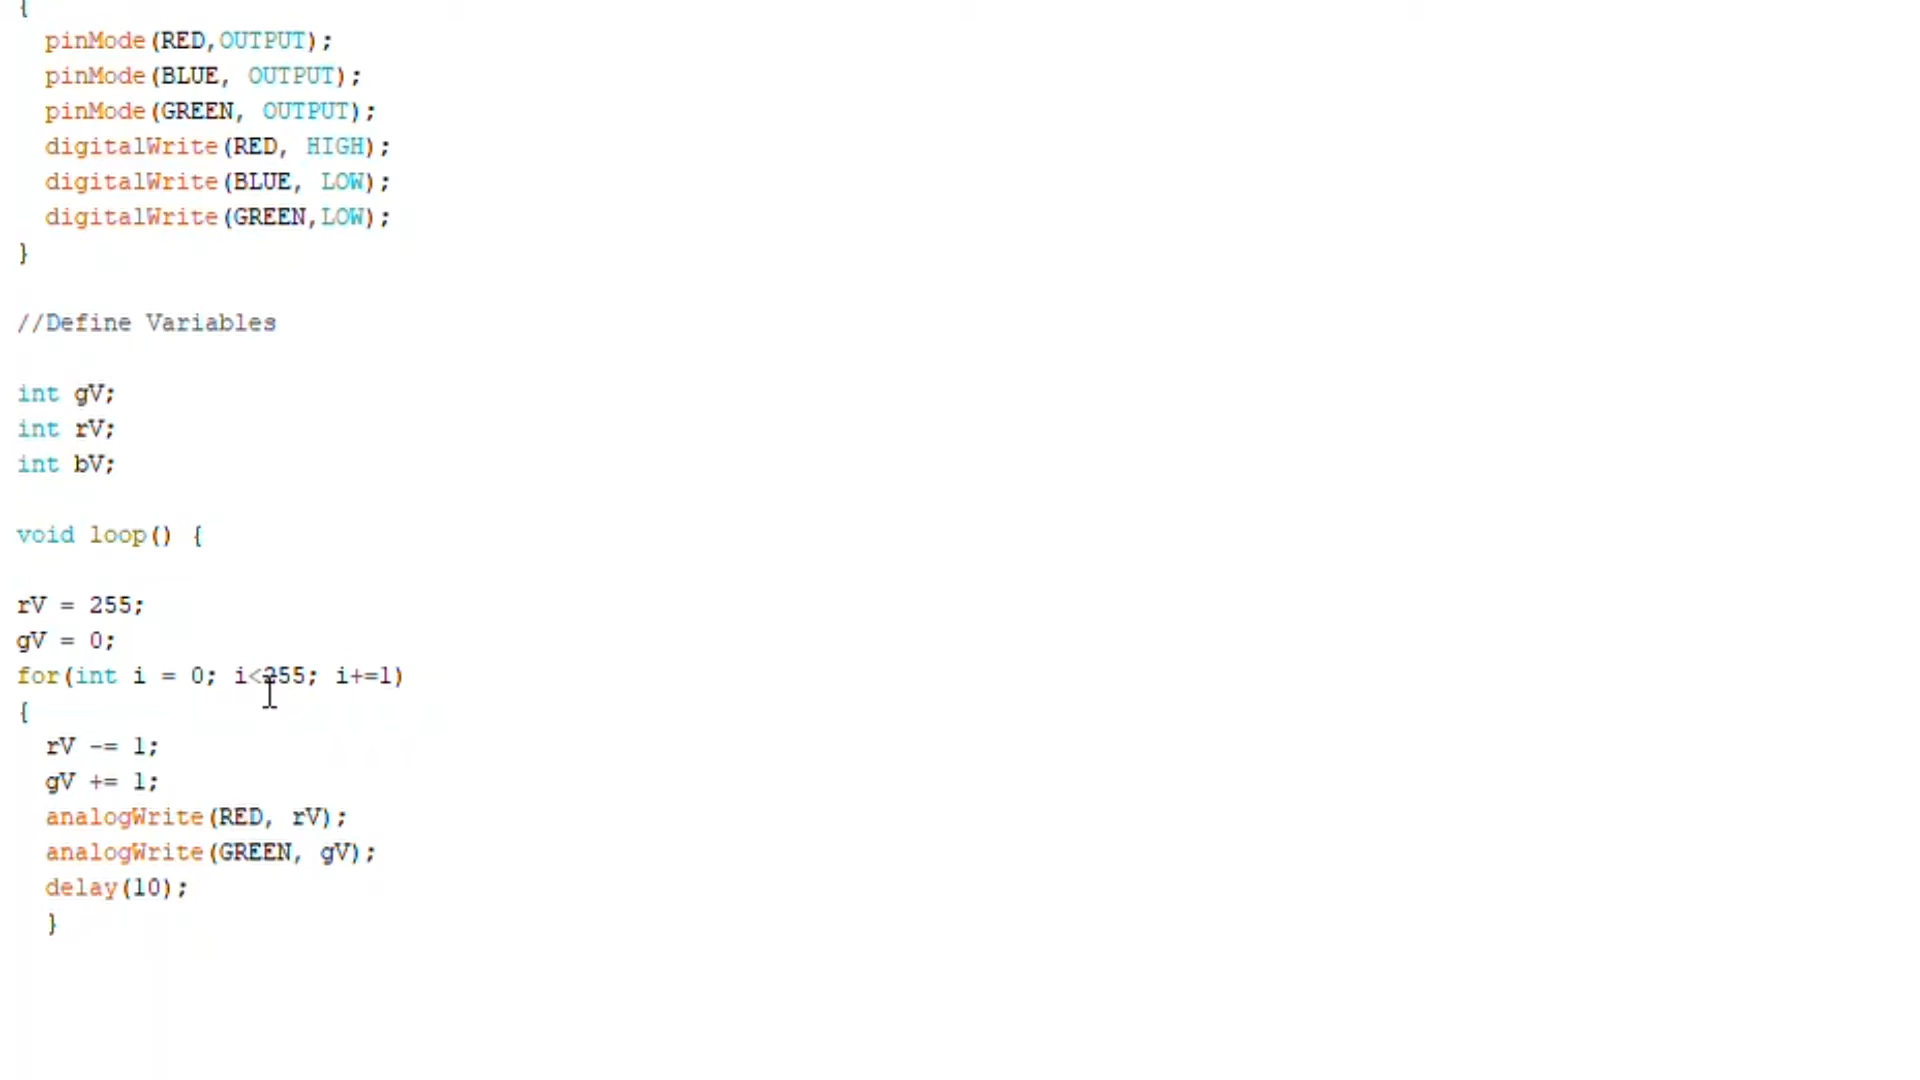 {
pinMode(RED,OUTPUT);
pinMode(BLUE, OUTPUT);
pinMode(GREEN, OUTPUT);
digitalWrite(RED, HIGH);
digitalWrite(BLUE, LOW);
digitalWrite(GREEN,LOW);
}
//Define Variables
int gV;
int rV;
int bV;
void loop() {
rV = 255;
gV = 0;
for(int i = 0; i<255; i+=1)
{
rV -= 1;
gV += 1;
analogWrite(RED, rV);
analogWrite(GREEN, gV);
delay(10);
}